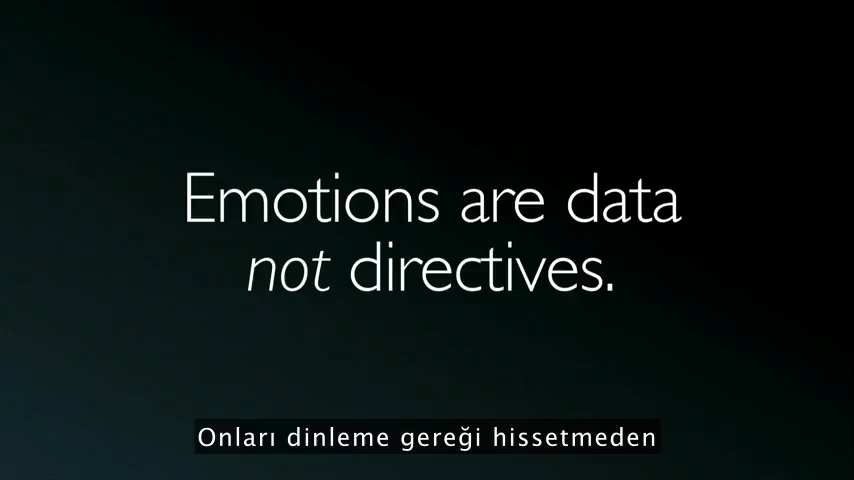 Emotions are data
not directives.
Onları dinleme gereği hissetmeden